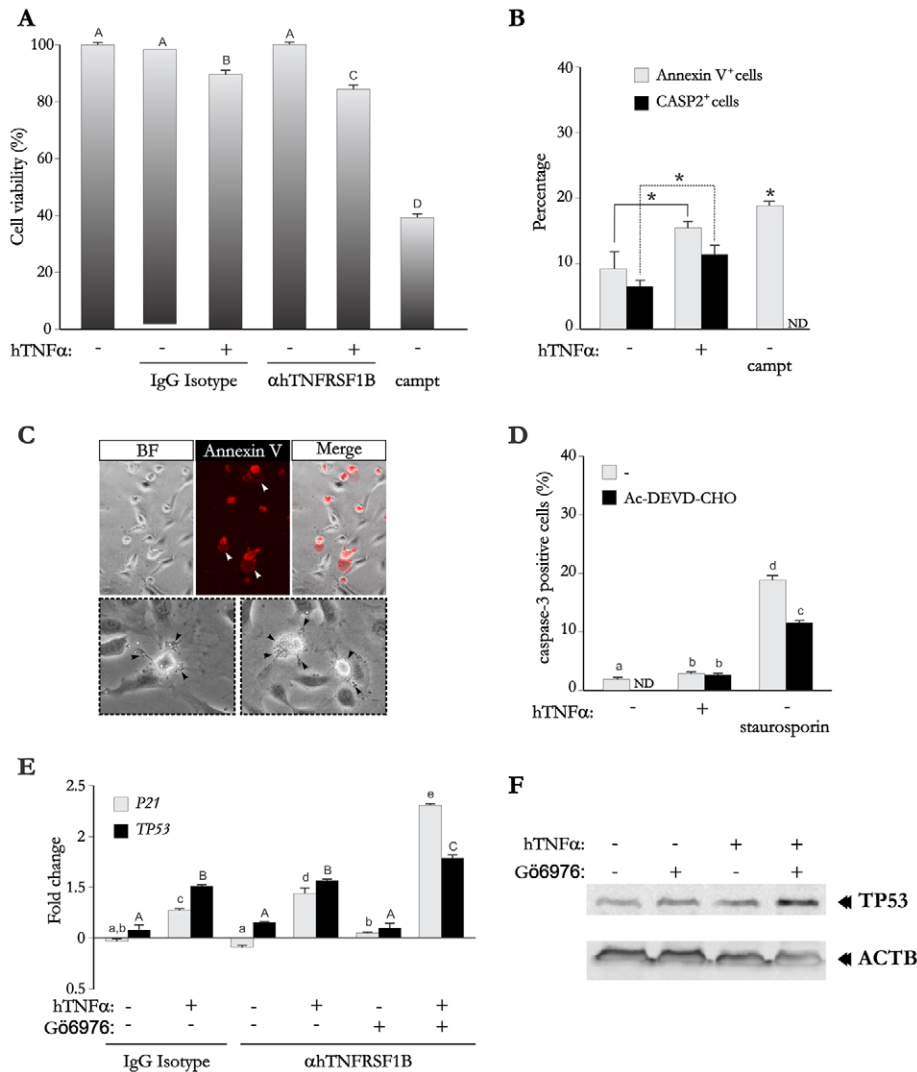 A
Cell viability (%)
100
80
60
40
20
0
A
A
B
A
C
D
hTNFα: - - + - + -
IgG Isotype αhTNFRSF1B campt
B
Percentage
40
30
20
10
0
Annexin V+cells
CASP2+cells
*
*
*
ND
hTNFα: - + -
campt
C
BF Annexin V Merge
D
caspase-3 positive cells (%)
40
30
20
10
0
-
Ac-DEVD-CHO
a
ND
b
b
d
c
hTNFα: - + -
staurosporin
E
Fold change
2.5
2
1.5
0
0.5
P21
TP53
a,b A c B a A d B b A e C
hTNFα: - + - + - +
Gö6976: - - - - + +
IgG Isotype αhTNFRSF1B
F
hTNFα: - - + +
Gö6976: - + - +
TP53
ACTB